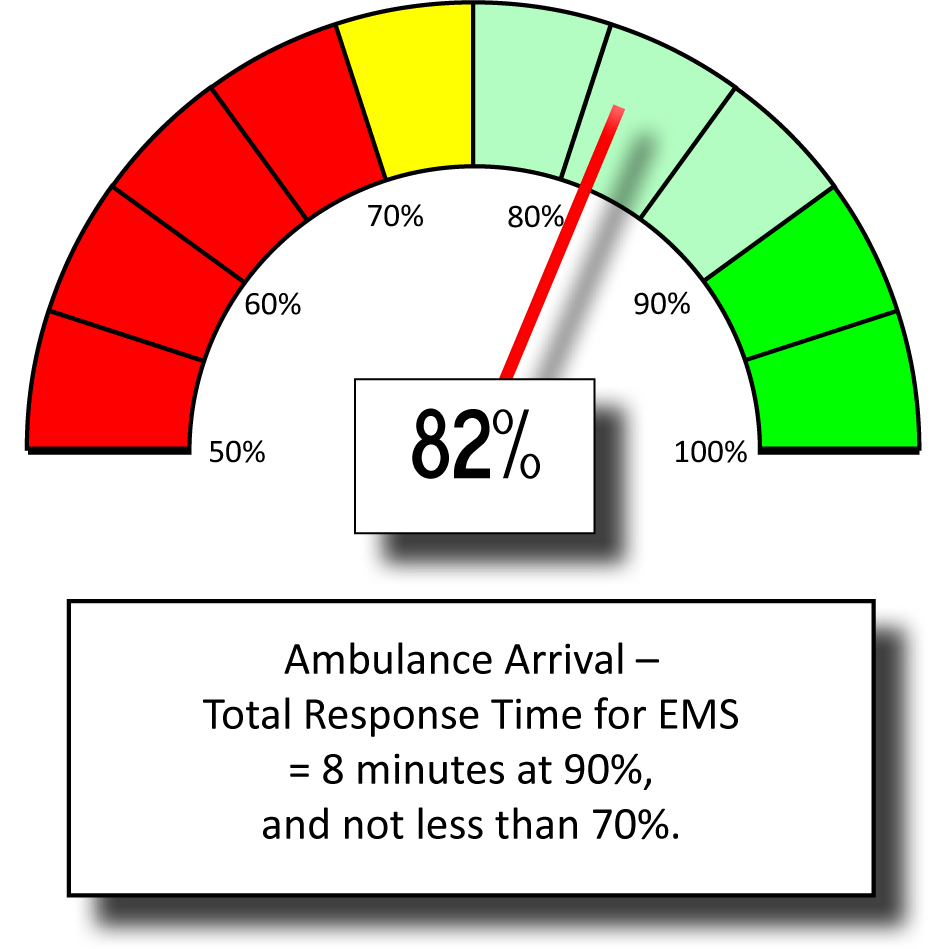 70%
80%
60%
90%
50%
100%
82%
Ambulance Arrival –
Total Response Time for EMS
= 8 minutes at 90%,
and not less than 70%.